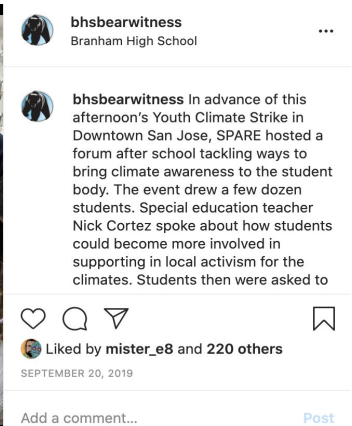 bhsbearwitness
Branham High School
bhsbearwitness In advance of this
afternoon's Youth Climate Strike in
Downtown San Jose, SPARE hosted a
forum after school tackling ways to
bring climate awareness to the student
body. The event drew a few dozen
students. Special education teacher
Nick Cortez spoke about how students
could become more involved in
supporting in local activism for the
climates. Students then were asked to
Liked by mister_e8 and 220 others
SEPTEMBER 20, 2019
Add a comment...
Post